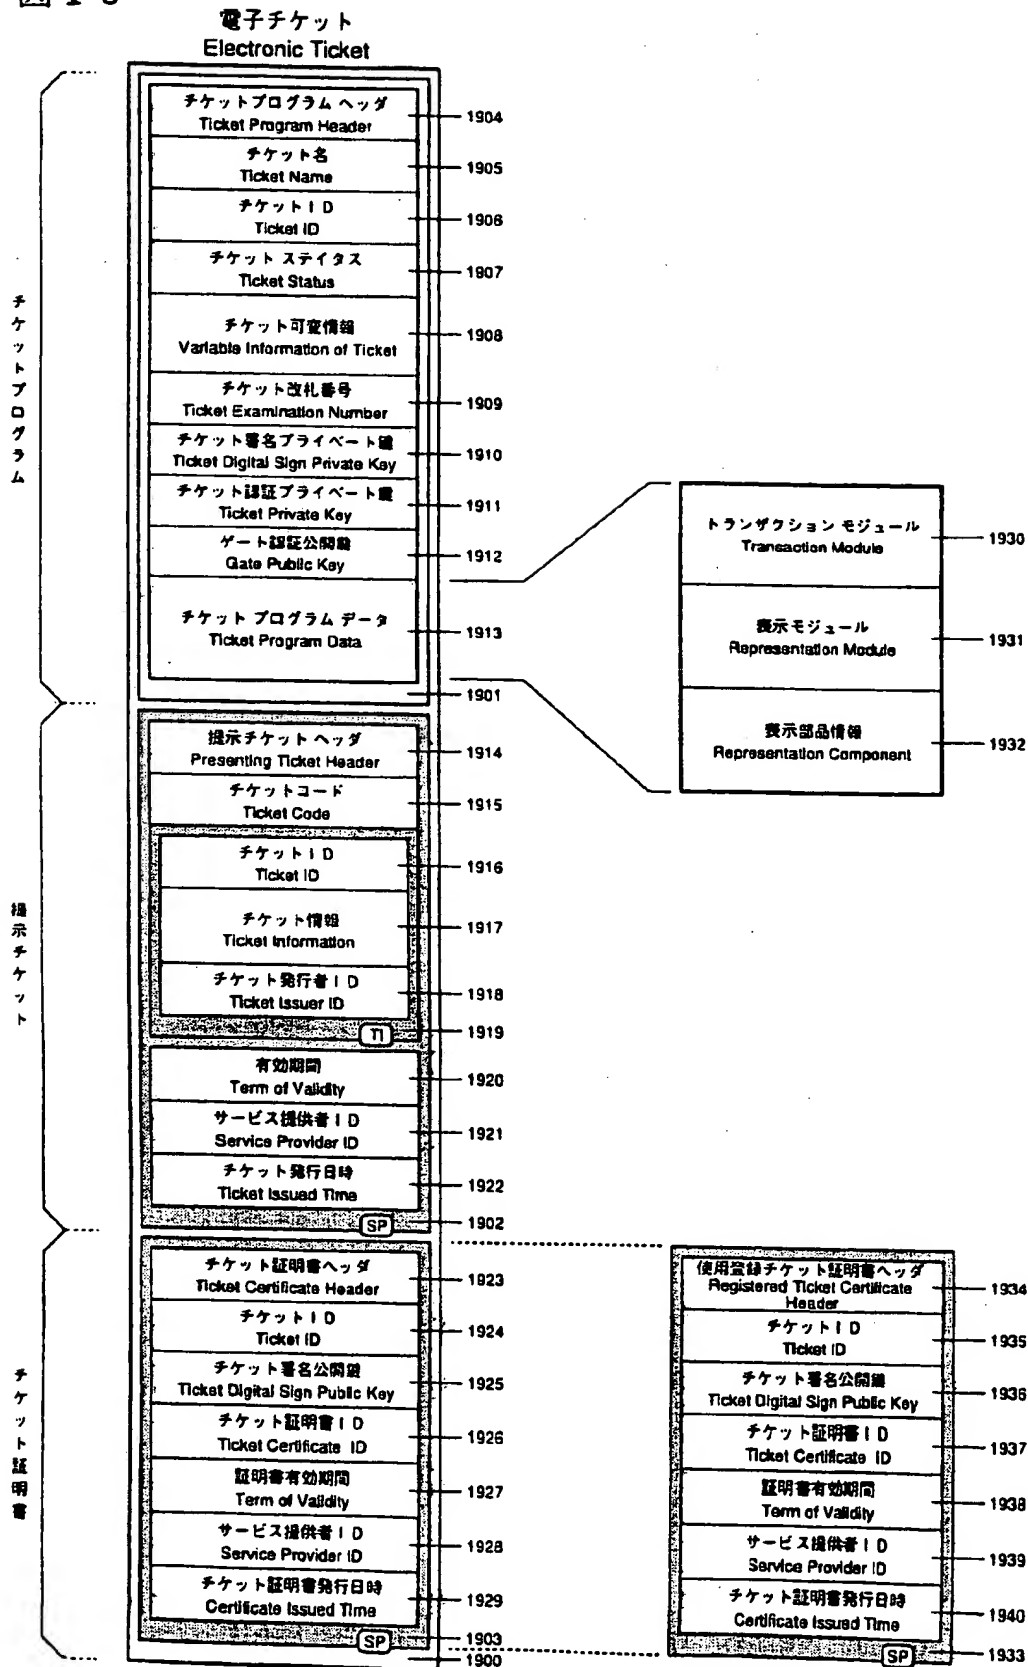 電子チケット
Electronic Ticket
チケットプログラム
チケットプログラム ヘッダ
Ticket Program Header
1904
チケット名
Ticket Name
1905
チケットID
Ticket ID
1906
チケット ステイタス
Ticket Status
1907
チケット可変情報
Variable Information of Ticket
1908
チケット改札番号
Ticket Examination Number
1909
チケット署名プライベート鍵
Ticket Digital Sign Private Key
1910
チケット認証プライベート鍵
Ticket Private Key
1911
ゲート認証公開鍵
Gate Public Key
1912
チケット プログラム データ
Ticket Program Data
1913
1901
トランザクション モジュール
Transaction Module
1930
表示モジュール
Representation Module
1931
表示部品情報
Representation Component
1932
提示チケット
提示チケット ヘッダ
Presenting Ticket Header
1914
チケットコード
Ticket Code
1915
チケットID
Ticket ID
1916
チケット情報
Ticket Information
1917
チケット発行者ID
Ticket Issuer ID
1918
TI
1919
有効期間
Term of Validity
1920
サービス提供者ID
Service Provider ID
1921
チケット発行日時
Ticket Issued Time
1922
SP
1902
チケット証明書
チケット証明書ヘッダ
Ticket Certificate Header
1923
チケットID
Ticket ID
1924
チケット署名公開鍵
Ticket Digital Sign Public Key
1925
チケット証明書ID
Ticket Certificate ID
1926
証明書有効期間
Term of Validity
1927
サービス提供者ID
Service Provider ID
1928
チケット証明書発行日時
Certificate Issued Time
1929
SP
1903
1900
使用登録チケット証明書ヘッダ
Registered Ticket Certificate
Header
1934
チケットID
Ticket ID
1935
チケット署名公開鍵
Ticket Digital Sign Public Key
1936
チケット証明書ID
Ticket Certificate ID
1937
証明書有効期間
Term of Validity
1938
サービス提供者ID
Service Provider ID
1939
チケット証明書発行日時
Certificate Issued Time
1940
SP
1933